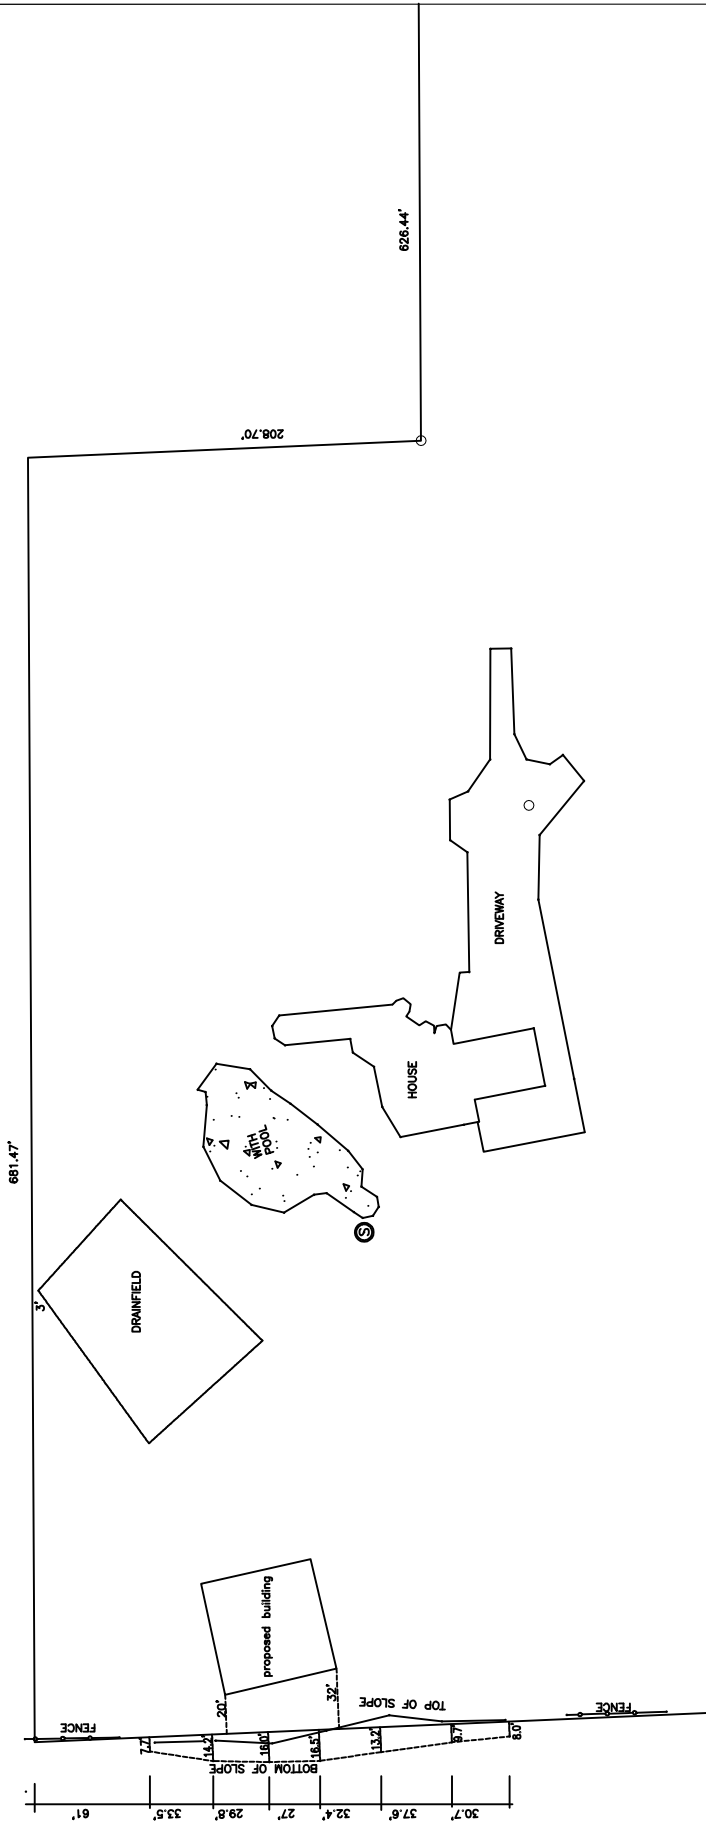 626.44'
208.70'
681.47'
DRIVEWAY
HOUSE
WITH
POOL
S
DRAINFIELD
3'
proposed building
20'
32'
TOP OF SLOPE
FENCE
FENCE
7.7'
14.2'
16.0'
16.5'
13.2'
9.7'
8.0'
BOTTOM OF SLOPE
61'
33.5'
29.8'
27'
32.4'
37.6'
30.7'